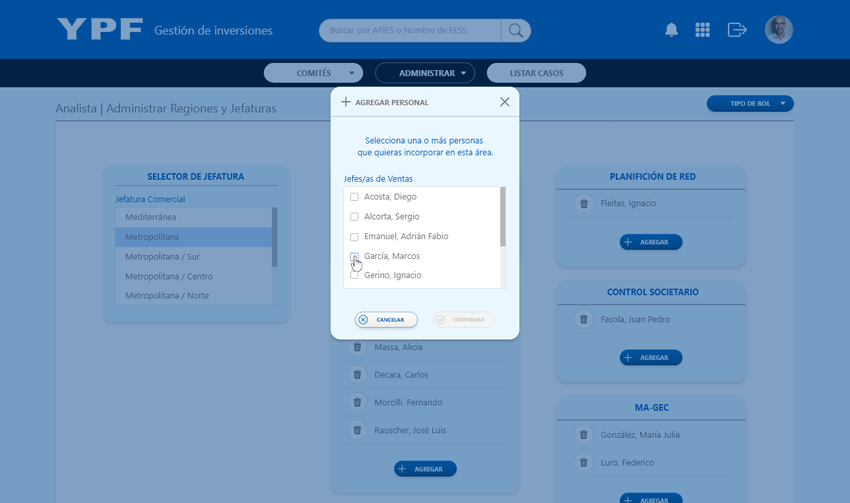 YPF Gestión de inversiones
Buscar por APIES o Nombre de EESS
COMITÉS
ADMINISTRAR
LISTAR CASOS
Analista | Administrar Regiones y Jefaturas
TIPO DE ROL
AGREGAR PERSONAL
Selecciona una o más personas
que quieras incorporar en esta área.
Jefes/as de Ventas
Acosta, Diego
Alcorta, Sergio
Emanuel, Adrián Fabio
García, Marcos
Gerino, Ignacio
CANCELAR
CONFIRMAR
SELECTOR DE JEFATURA
Jefatura Comercial
Mediterránea
Metropolitana
Metropolitana / Sur
Metropolitana / Centro
Metropolitana / Norte
Massa, Alicia
Decara, Carlos
Morcilli, Fernando
Rauscher, José Luis
AGREGAR
PLANIFICIÓN DE RED
Fleitas, Ignacio
AGREGAR
CONTROL SOCIETARIO
Fasola, Juan Pedro
AGREGAR
MA-GEC
González, María Julia
Luro, Federico
AGREGAR